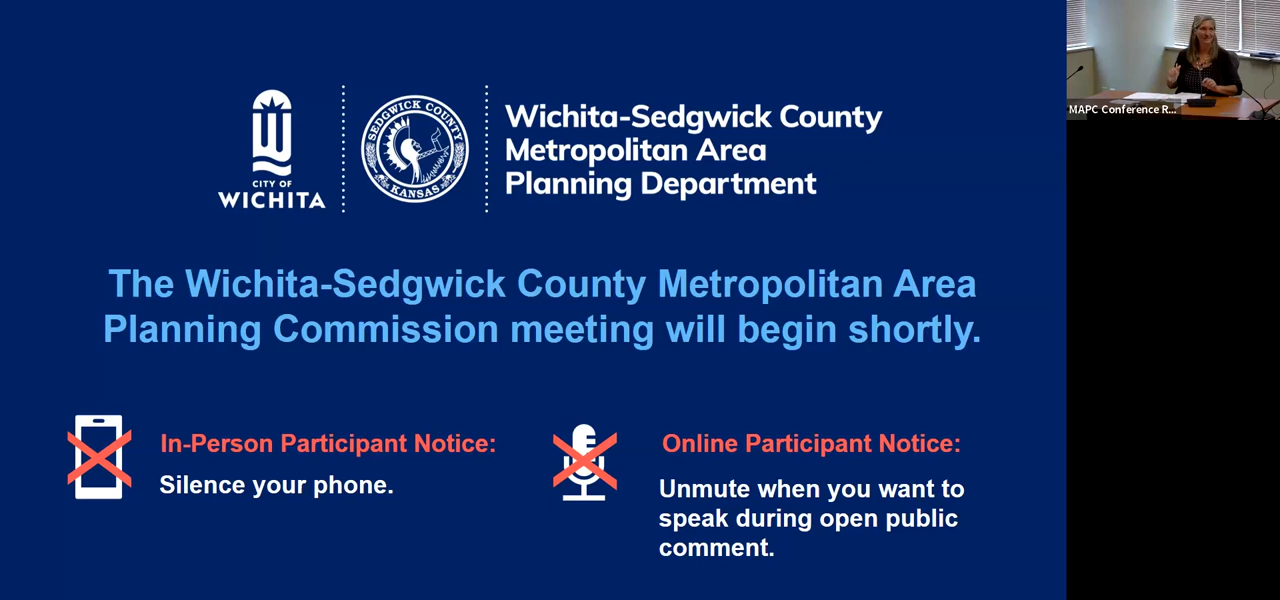 CITY OF
WICHITA
SEDGWICK COUNTY
KANSAS
Wichita-Sedgwick County
Metropolitan Area
Planning Department
The Wichita-Sedgwick County Metropolitan Area
Planning Commission meeting will begin shortly.
In-Person Participant Notice:
Silence your phone.
Online Participant Notice:
Unmute when you want to
speak during open public
comment.
MAPC Conference R...